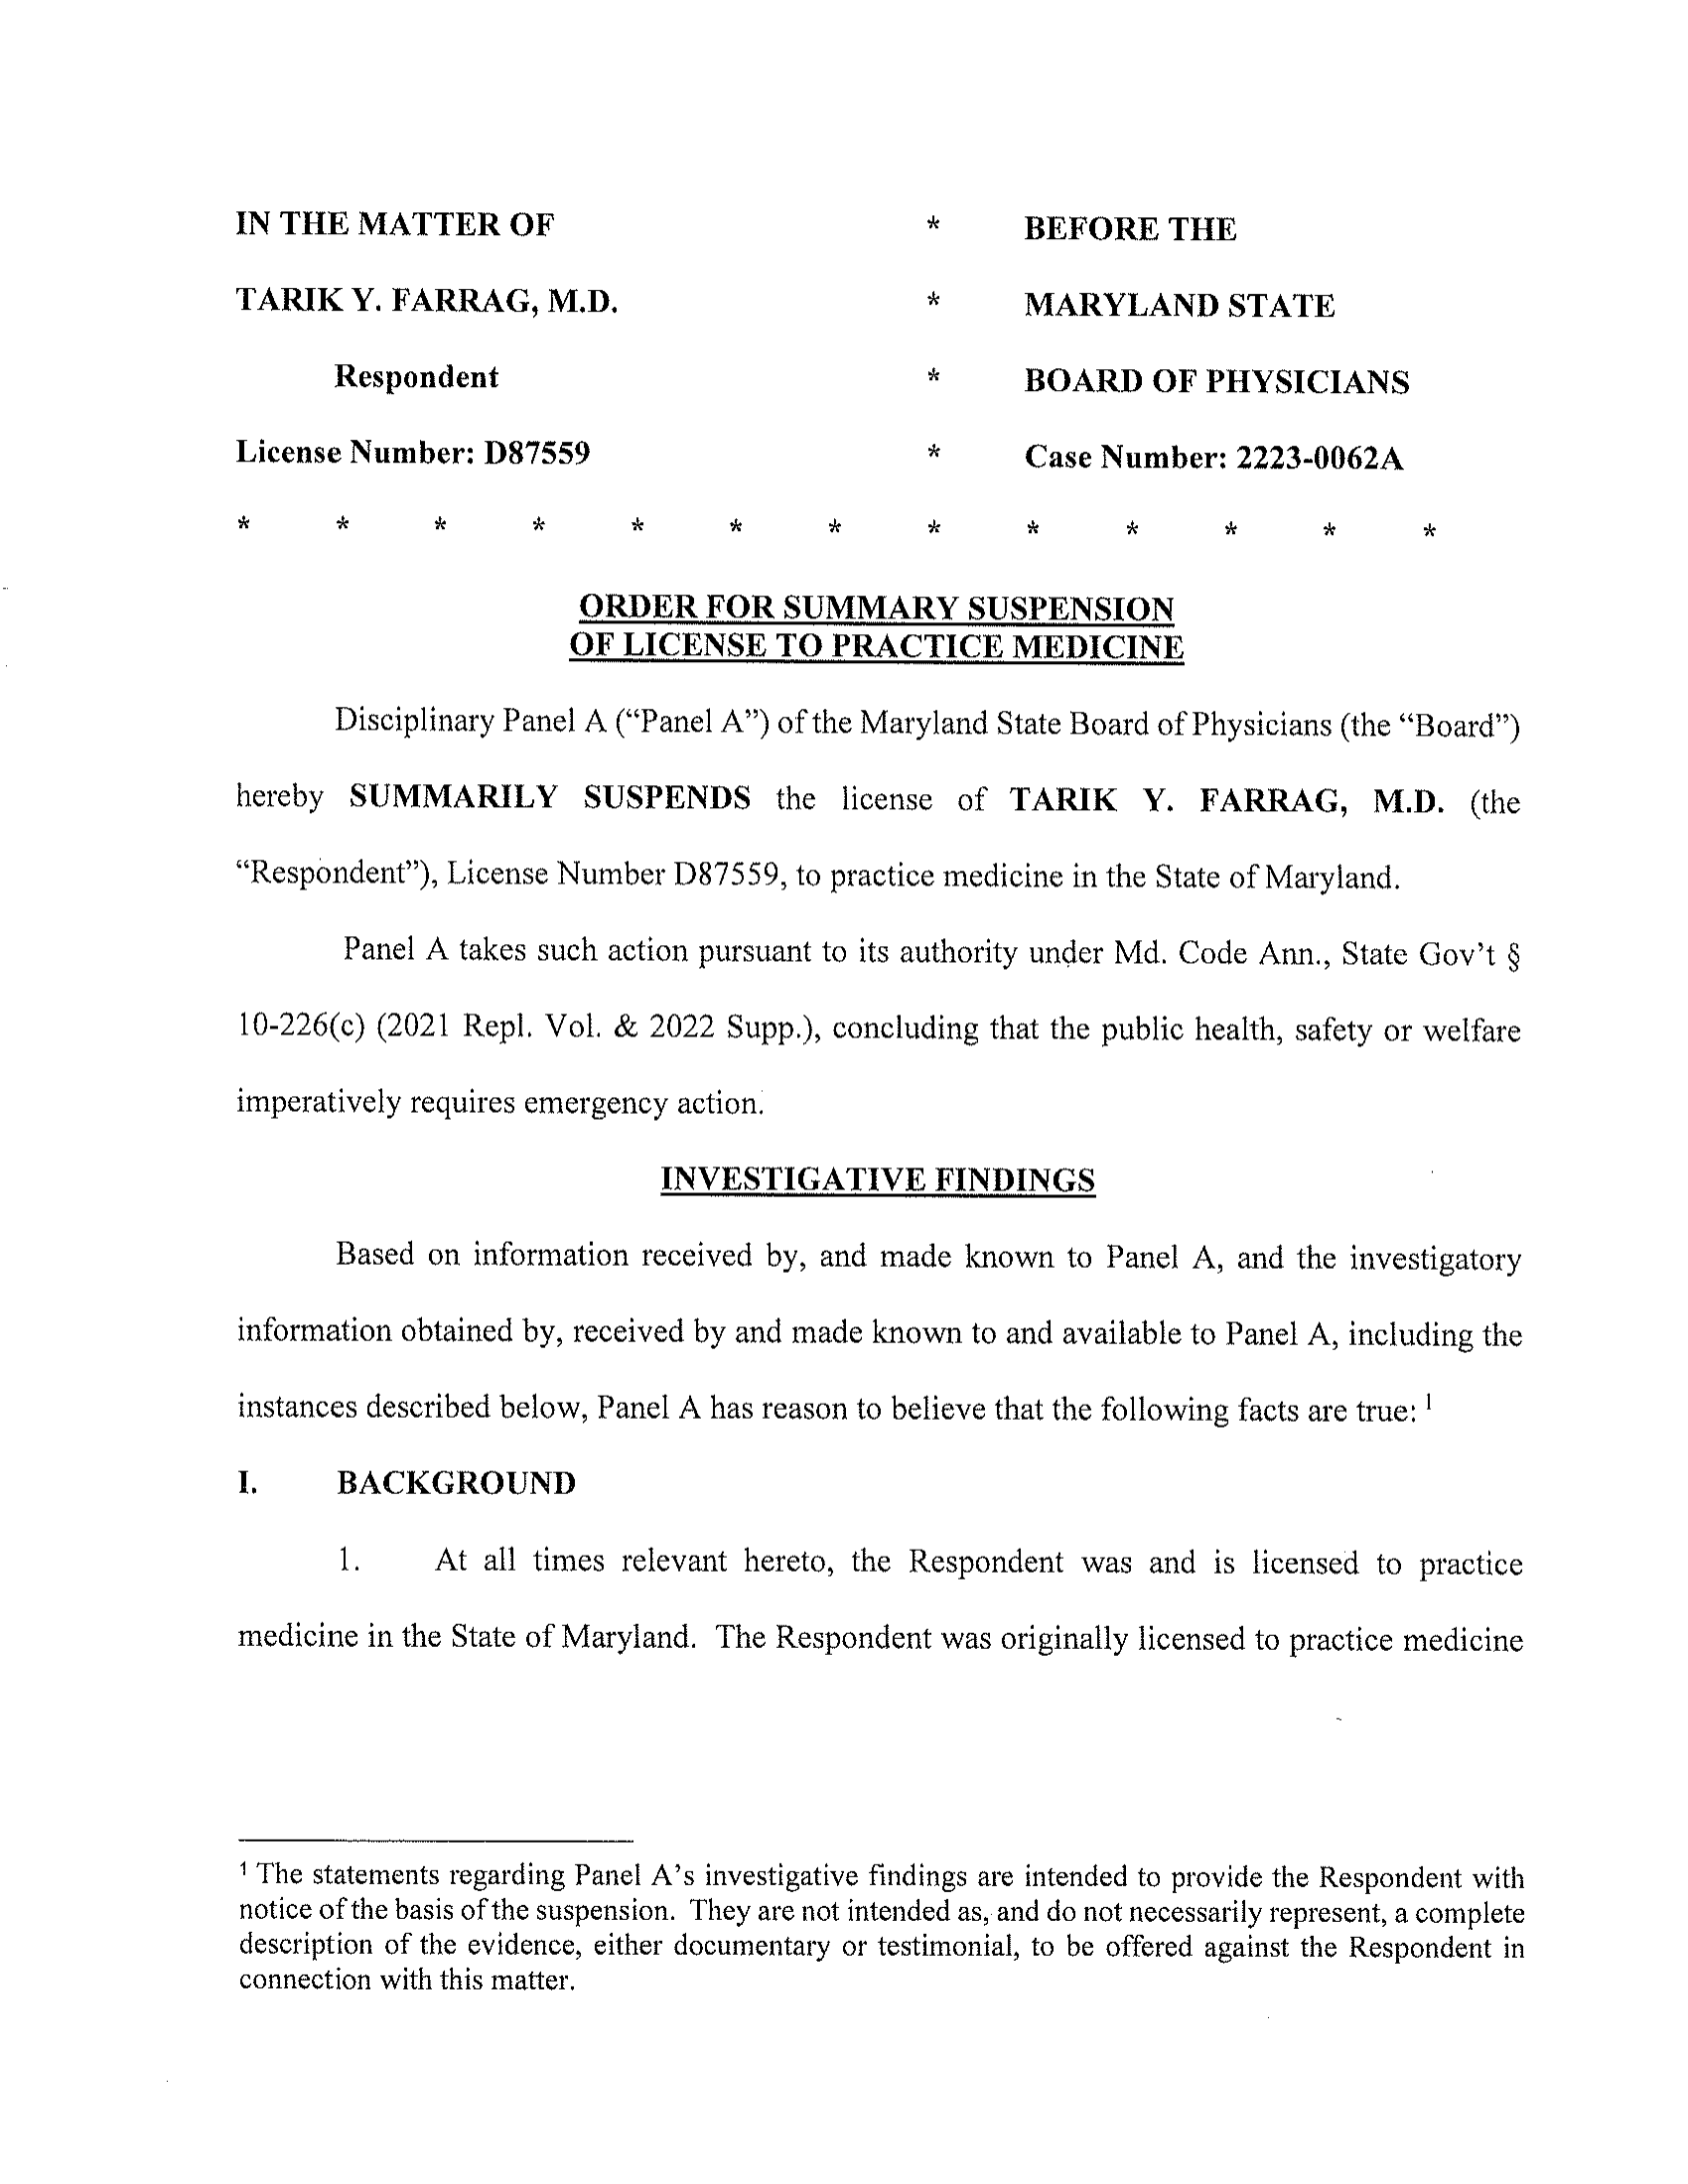 IN THE MATTER OF * BEFORE THE
TARIK Y. FARRAG, M.D. * MARYLAND STATE
Respondent * BOARD OF PHYSICIANS
License Number: D87559 * Case Number: 2223-0062A
* * * * * * * * * * * * *
ORDER FOR SUMMARY SUSPENSION
OF LICENSE TO PRACTICE MEDICINE
Disciplinary Panel A (“Panel A”) of the Maryland State Board of Physicians (the “Board”)
hereby SUMMARILY SUSPENDS the license of TARIK Y. FARRAG, M.D. (the
“Respondent”), License Number D87559, to practice medicine in the State of Maryland.
Panel A takes such action pursuant to its authority under Md. Code Ann., State Gov’t §
10-226(c) (2021 Repl. Vol. & 2022 Supp.), concluding that the public health, safety or welfare
imperatively requires emergency action.
INVESTIGATIVE FINDINGS
Based on information received by, and made known to Panel A, and the investigatory
information obtained by, received by and made known to and available to Panel A, including the
instances described below, Panel A has reason to believe that the following facts are true: 1
I. BACKGROUND
1. At all times relevant hereto, the Respondent was and is licensed to practice
medicine in the State of Maryland. The Respondent was originally licensed to practice medicine
1 The statements regarding Panel A’s investigative findings are intended to provide the Respondent with
notice of the basis of the suspension. They are not intended as, and do not necessarily represent, a complete
description of the evidence, either documentary or testimonial, to be offered against the Respondent in
connection with this matter.